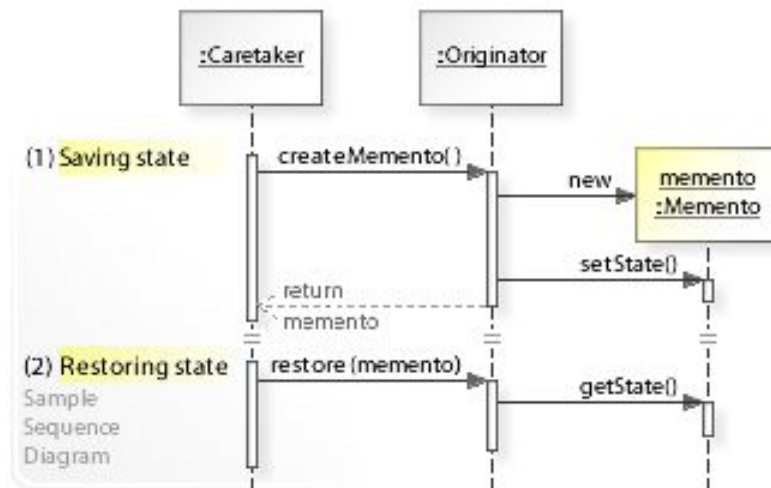 :Caretaker
:Originator
(1) Saving state
createMemento()
new
memento
:Memento
setState()
return
memento
(2) Restoring state
restore(memento)
getState()
Sample
Sequence
Diagram